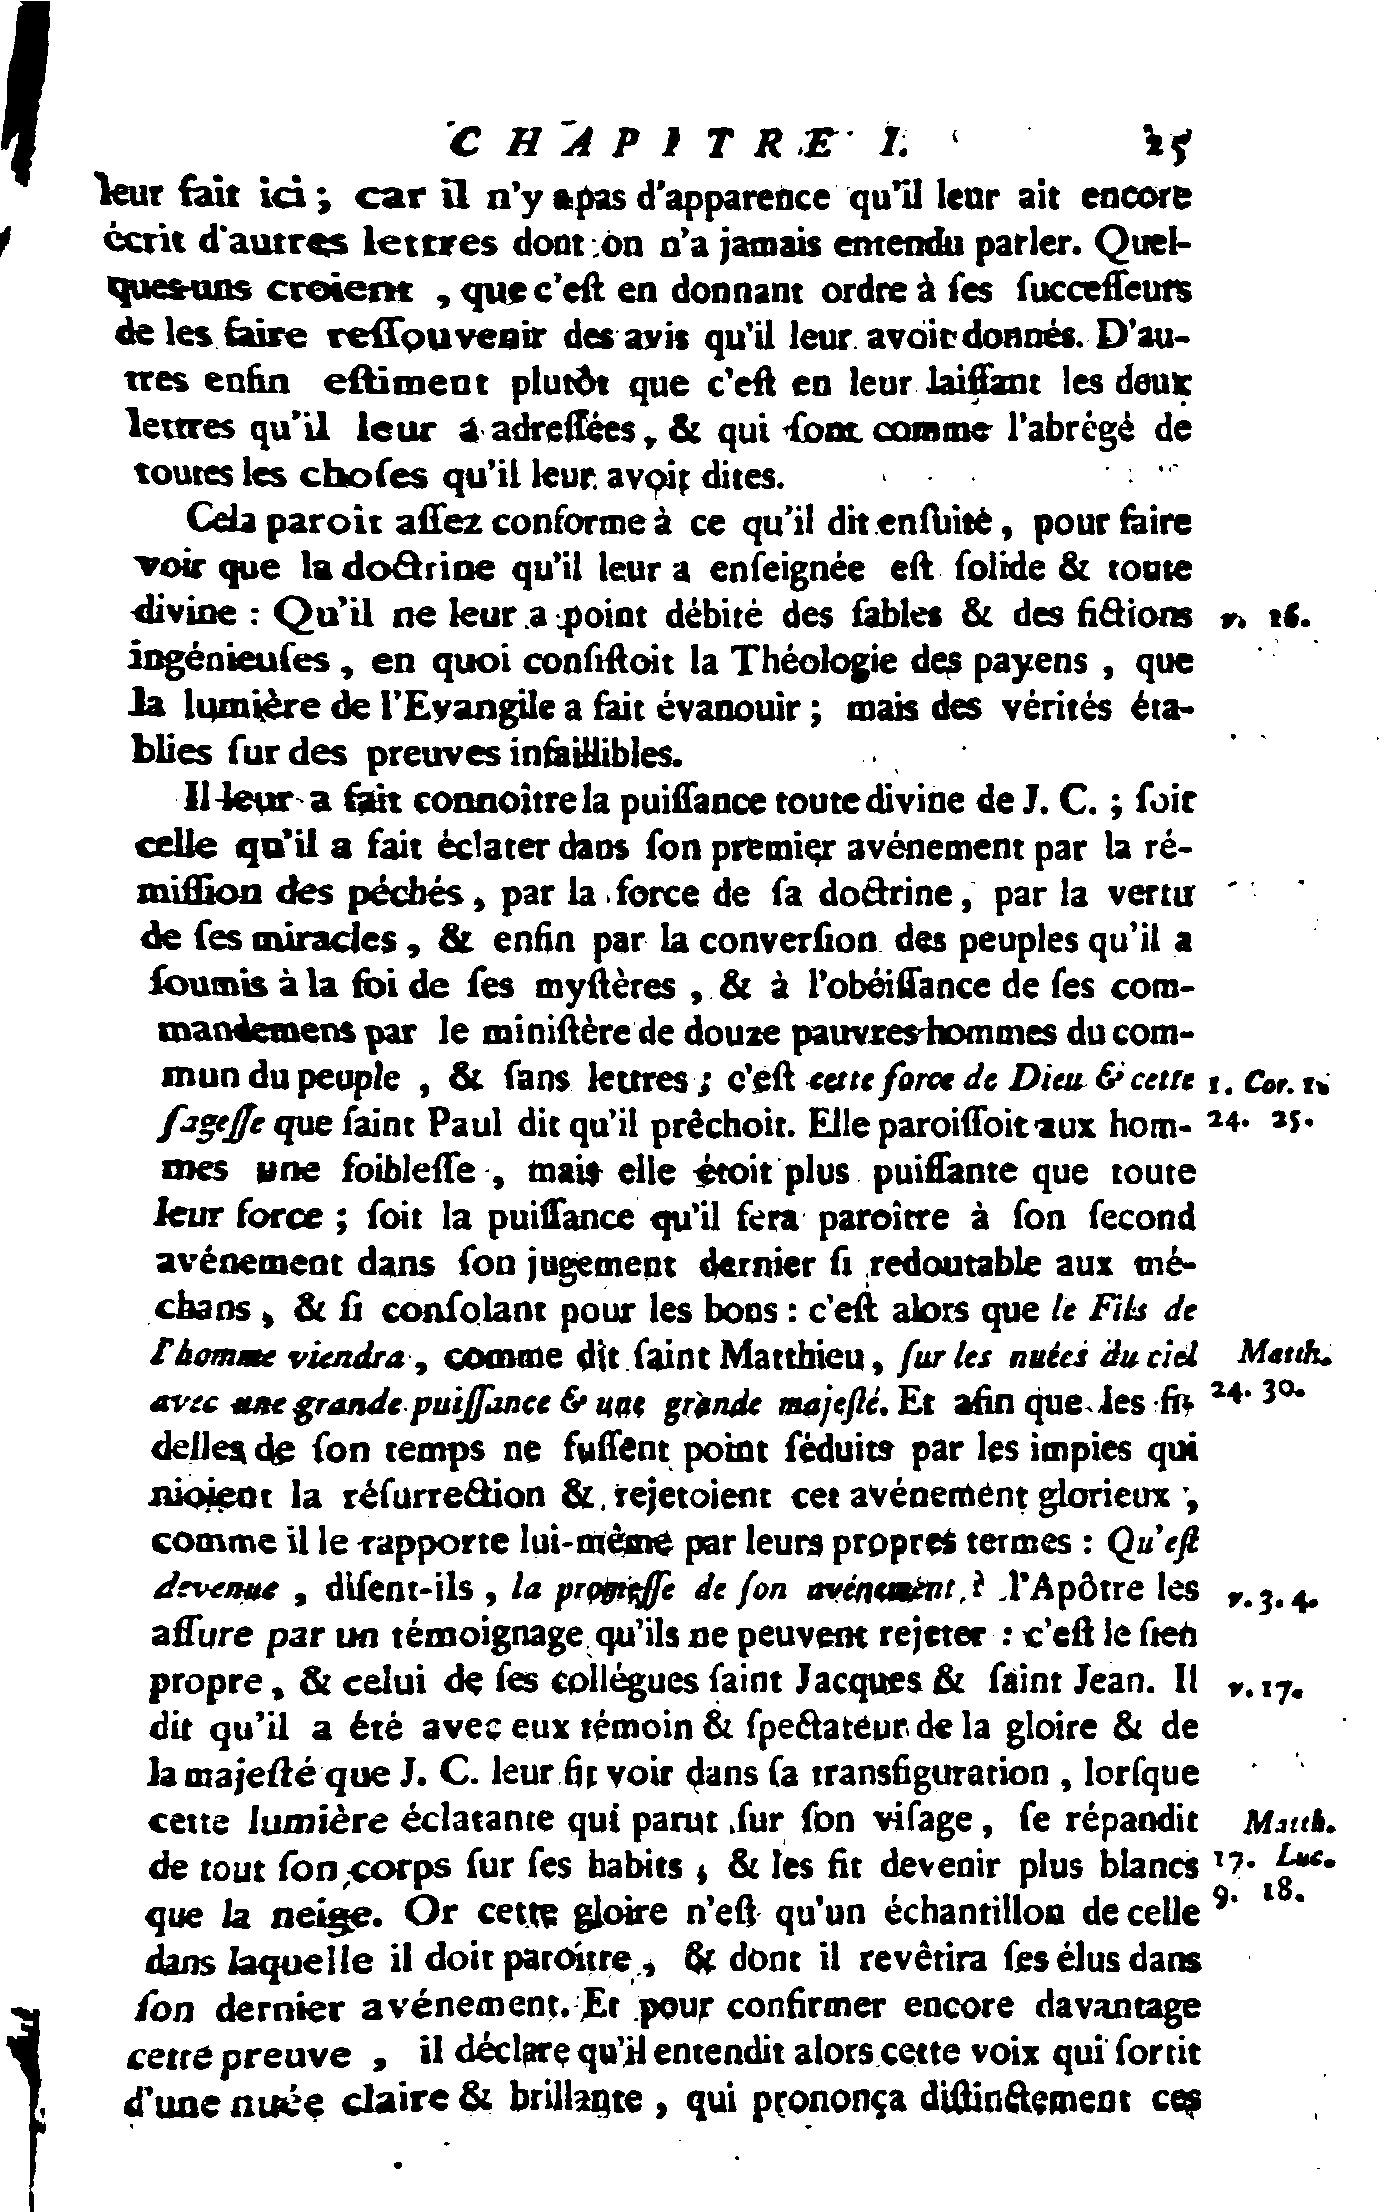 CHAPITRE I. 25
leur fait ici ; car il n'y a pas d'apparence qu'il leur ait encore
écrit d'autres lettres dont on n'a jamais entendu parler. Quel-
ques-uns croient , que c'eſt en donnant ordre à ſes ſucceſſeurs
de les faire reſſouvenir des avis qu'il leur avoit donnés. D'au-
tres enfin eſtiment plutôt que c'eſt en leur laiſſant les deux
lettres qu'il leur a adreſſées, & qui ſont comme l'abrégé de
toutes les choſes qu'il leur avoit dites.
Cela paroît aſſez conforme à ce qu'il dit enſuite , pour faire
voir que la doctrine qu'il leur a enſeignée eſt ſolide & toute
divine : Qu'il ne leur a point débité des fables & des fictions v. 16.
ingénieuſes , en quoi conſiſtoit la Théologie des payens , que
la lumière de l'Evangile a fait évanouir ; mais des vérités éta-
blies ſur des preuves infaillibles.
Il leur a fait connoître la puiſſance toute divine de J. C. ; ſoit
celle qu'il a fait éclater dans ſon premier avénement par la ré-
miſſion des péchés , par la force de ſa doctrine, par la vertu
de ſes miracles , & enfin par la converſion des peuples qu'il a
ſoumis à la foi de ſes myſtères , & à l'obéiſſance de ſes com-
mandemens par le miniſtère de douze pauvres hommes du com-
mun du peuple , & ſans lettres ; c'eſt cette force de Dieu & cette 1. Cor. 1.
ſageſſe que ſaint Paul dit qu'il prêchoit. Elle paroiſſoit aux hom- 24. 25.
mes une foibleſſe , mais elle étoit plus puiſſante que toute
leur force ; ſoit la puiſſance qu'il fera paroître à ſon ſecond
avénement dans ſon jugement dernier ſi redoutable aux mé-
chans, & ſi conſolant pour les bons : c'eſt alors que le Fils de
l'homme viendra , comme dit ſaint Matthieu, ſur les nuées du ciel Matth.
avec une grande puiſſance & une grande majeſté. Et afin que les fi- 24. 30.
delles de ſon temps ne fuſſent point ſéduits par les impies qui
nioient la réſurrection & rejetoient cet avénement glorieux ,
comme il le rapporte lui-même par leurs propres termes : Qu'eſt
devenue , diſent-ils , la promeſſe de ſon avénement ? l'Apôtre les v. 3. 4.
aſſure par un témoignage qu'ils ne peuvent rejeter : c'eſt le ſien
propre, & celui de ſes collégues ſaint Jacques & ſaint Jean. Il v. 17.
dit qu'il a été avec eux témoin & ſpectateur de la gloire & de
la majeſté que J. C. leur fit voir dans ſa transfiguration , lorſque
cette lumière éclatante qui parut ſur ſon viſage, ſe répandit Matth.
de tout ſon corps ſur ſes habits , & les fit devenir plus blancs 17. Luc.
que la neige. Or cette gloire n'eſt qu'un échantillon de celle 9. 18.
dans laquelle il doit paroître , & dont il revêtira ſes élus dans
ſon dernier avénement. Et pour confirmer encore davantage
cette preuve , il déclare qu'il entendit alors cette voix qui ſortit
d'une nuée claire & brillante , qui prononça diſtinctement ces